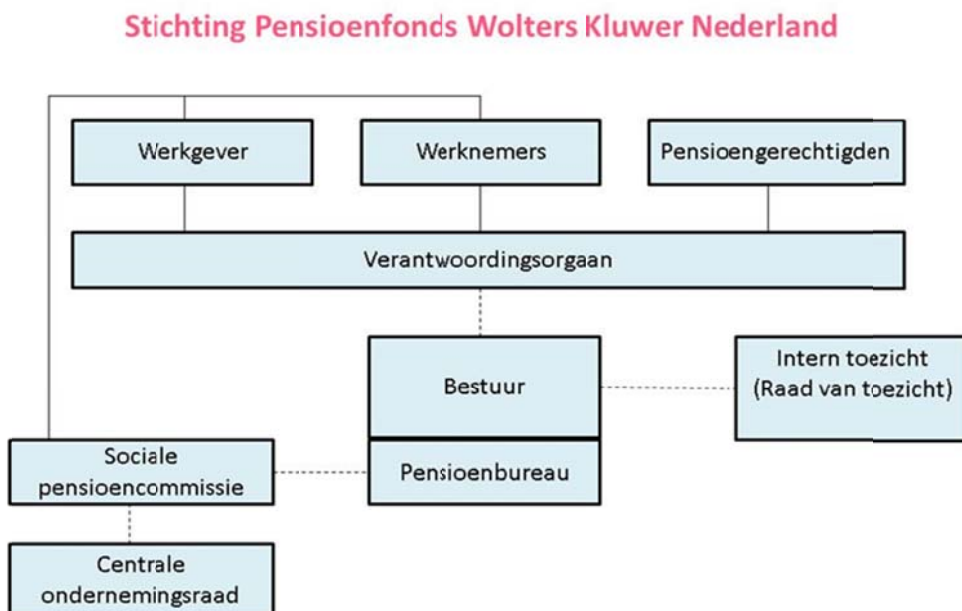 Stichting Pensioenfonds Wolters Kluwer Nederland
Werkgever
Werknemers
Pensioengerechtigden
Verantwoordingsorgaan
Bestuur
Intern toezicht
(Raad van toezicht)
Sociale
pensioencommissie
Pensioenbureau
Centrale
ondernemingsraad